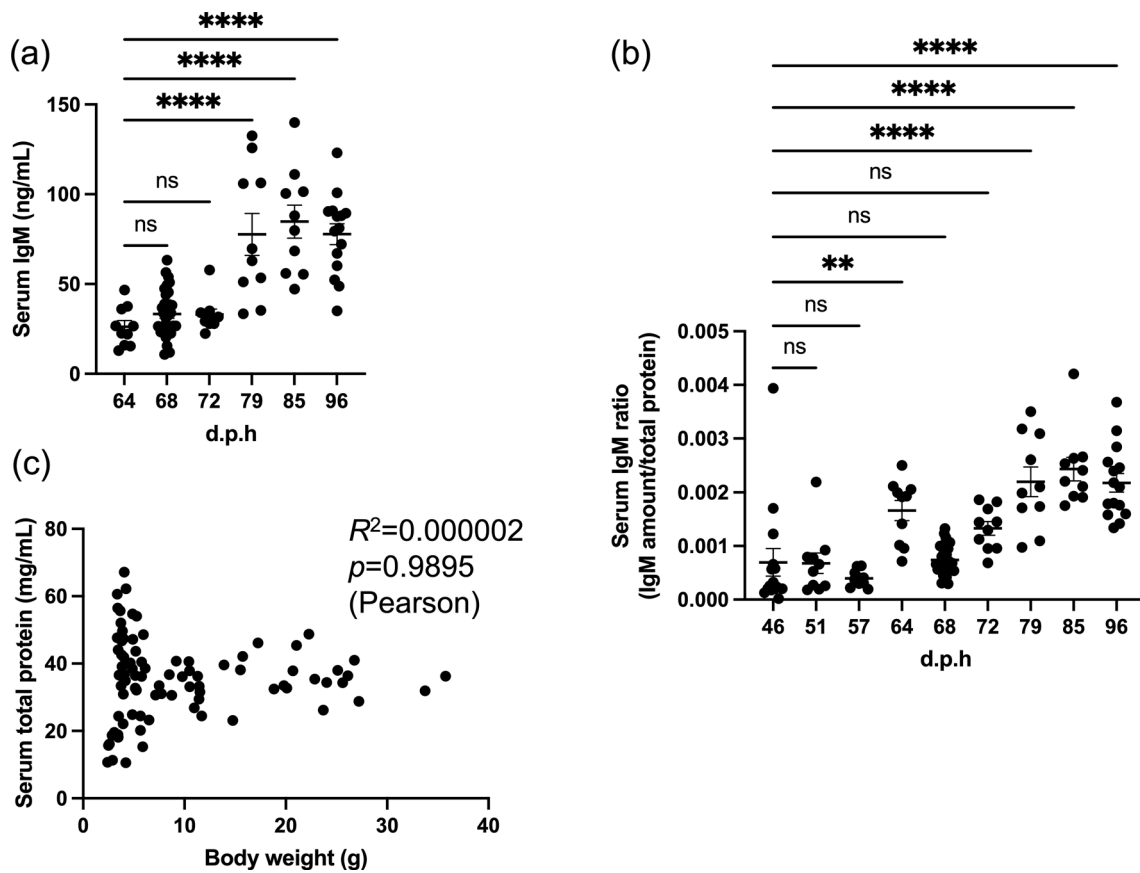 (a)
****
****
****
ns
ns
Serum IgM (ng/mL)
150
100
50
0
64 68 72 79 85 96
d.p.h
(b)
****
****
****
ns
ns
**
ns
ns
Serum IgM ratio
(IgM amount/total protein)
0.005
0.004
0.003
0.002
0.001
0.000
46 51 57 64 68 72 79 85 96
d.p.h
(c)
R²=0.000002
p=0.9895
(Pearson)
Serum total protein (mg/mL)
80
60
40
20
0
0 10 20 30 40
Body weight (g)